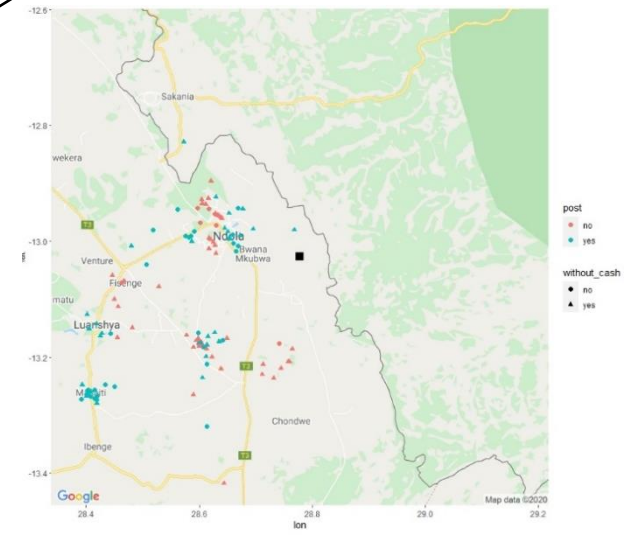 -12.6
Sakania
-12.8
wekera
T3
Ndola
-13.0
Bwana
Mkubwa
Venture
Fisenge
matu
Luanshya
-13.2
T3
Chondwe
Ibenge
T3
-13.4
Google
Map data ©2020
28.4
28.6
28.8
29.0
29.2
lon
post
no
yes
without_cash
no
yes